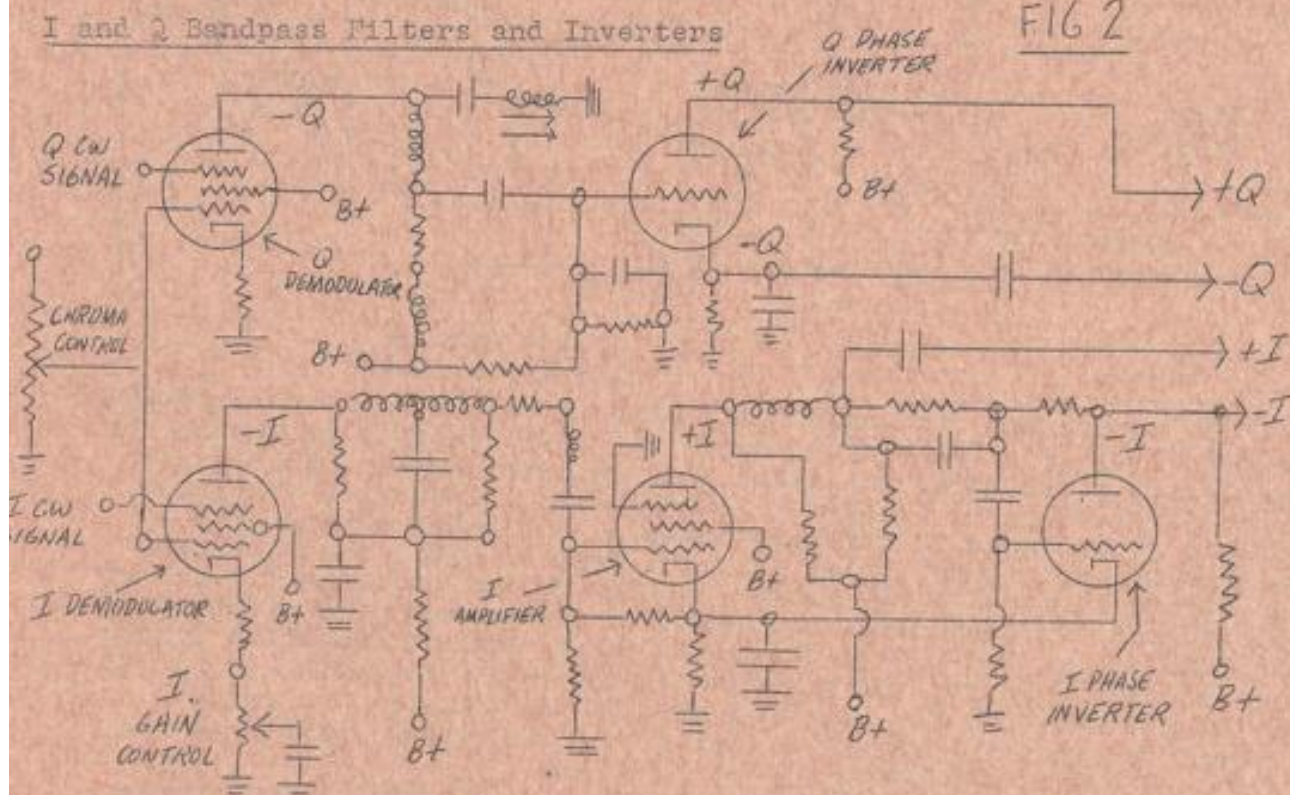 I and Q Bandpass Filters and Inverters
FIG 2
Q PHASE
INVERTER
-Q
+Q
Q CW
SIGNAL
B+
B+
+Q
Q
DEMODULATOR
-Q
-Q
CHROMA
CONTROL
B+
+I
-I
-I
+I
-I
I CW
SIGNAL
I DEMODULATOR
B+
I
AMPLIFIER
B+
I
GAIN
CONTROL
B+
B+
I PHASE
INVERTER
B+